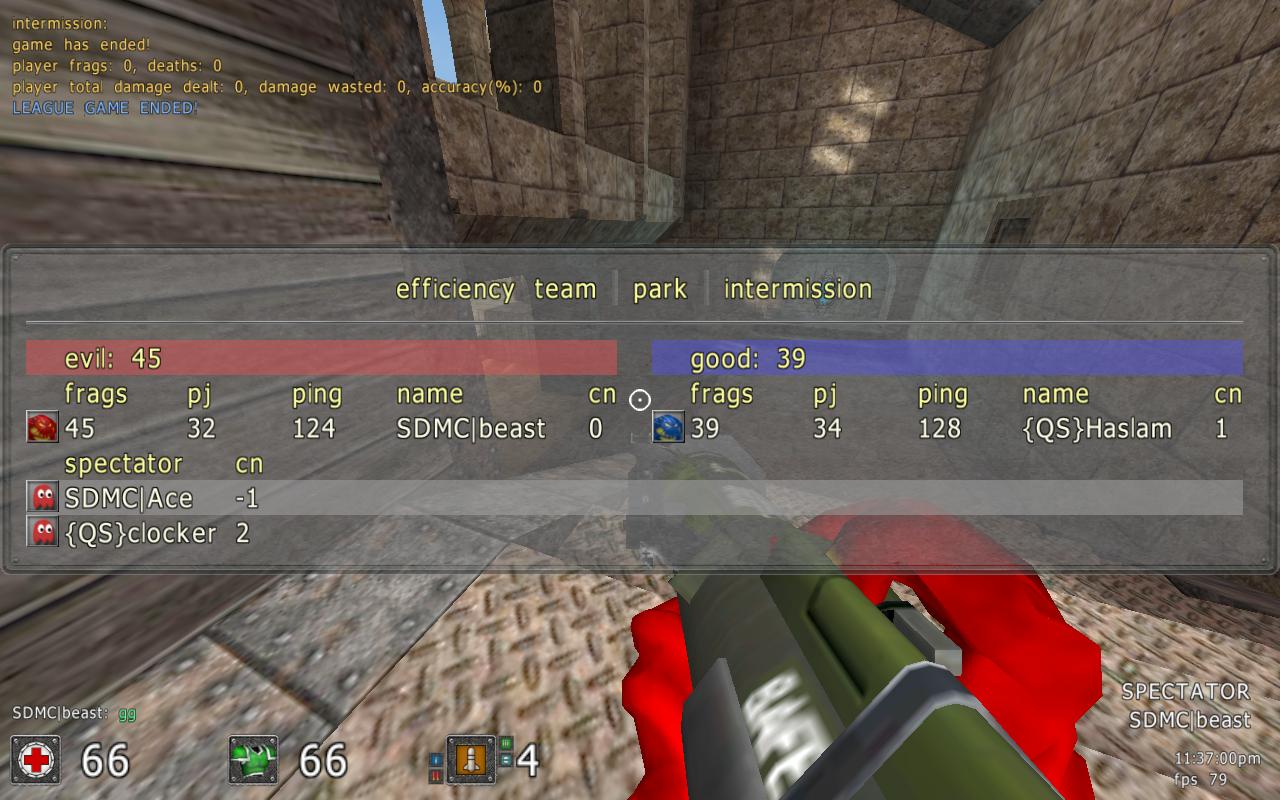 intermission:
game has ended!
player frags: 0, deaths: 0
player total damage dealt: 0, damage wasted: 0, accuracy(%): 0
LEAGUE GAME ENDED!
efficiency team park intermission
evil: 45
frags pj ping name cn
45 32 124 SDMC|beast 0
good: 39
frags pj ping name cn
39 34 128 {QS}Haslam 1
spectator cn
SDMC|Ace -1
{QS}clocker 2
SPECTATOR
SDMC|beast
SDMC|beast: gg
66 66 4
11:37:00pm
fps 79